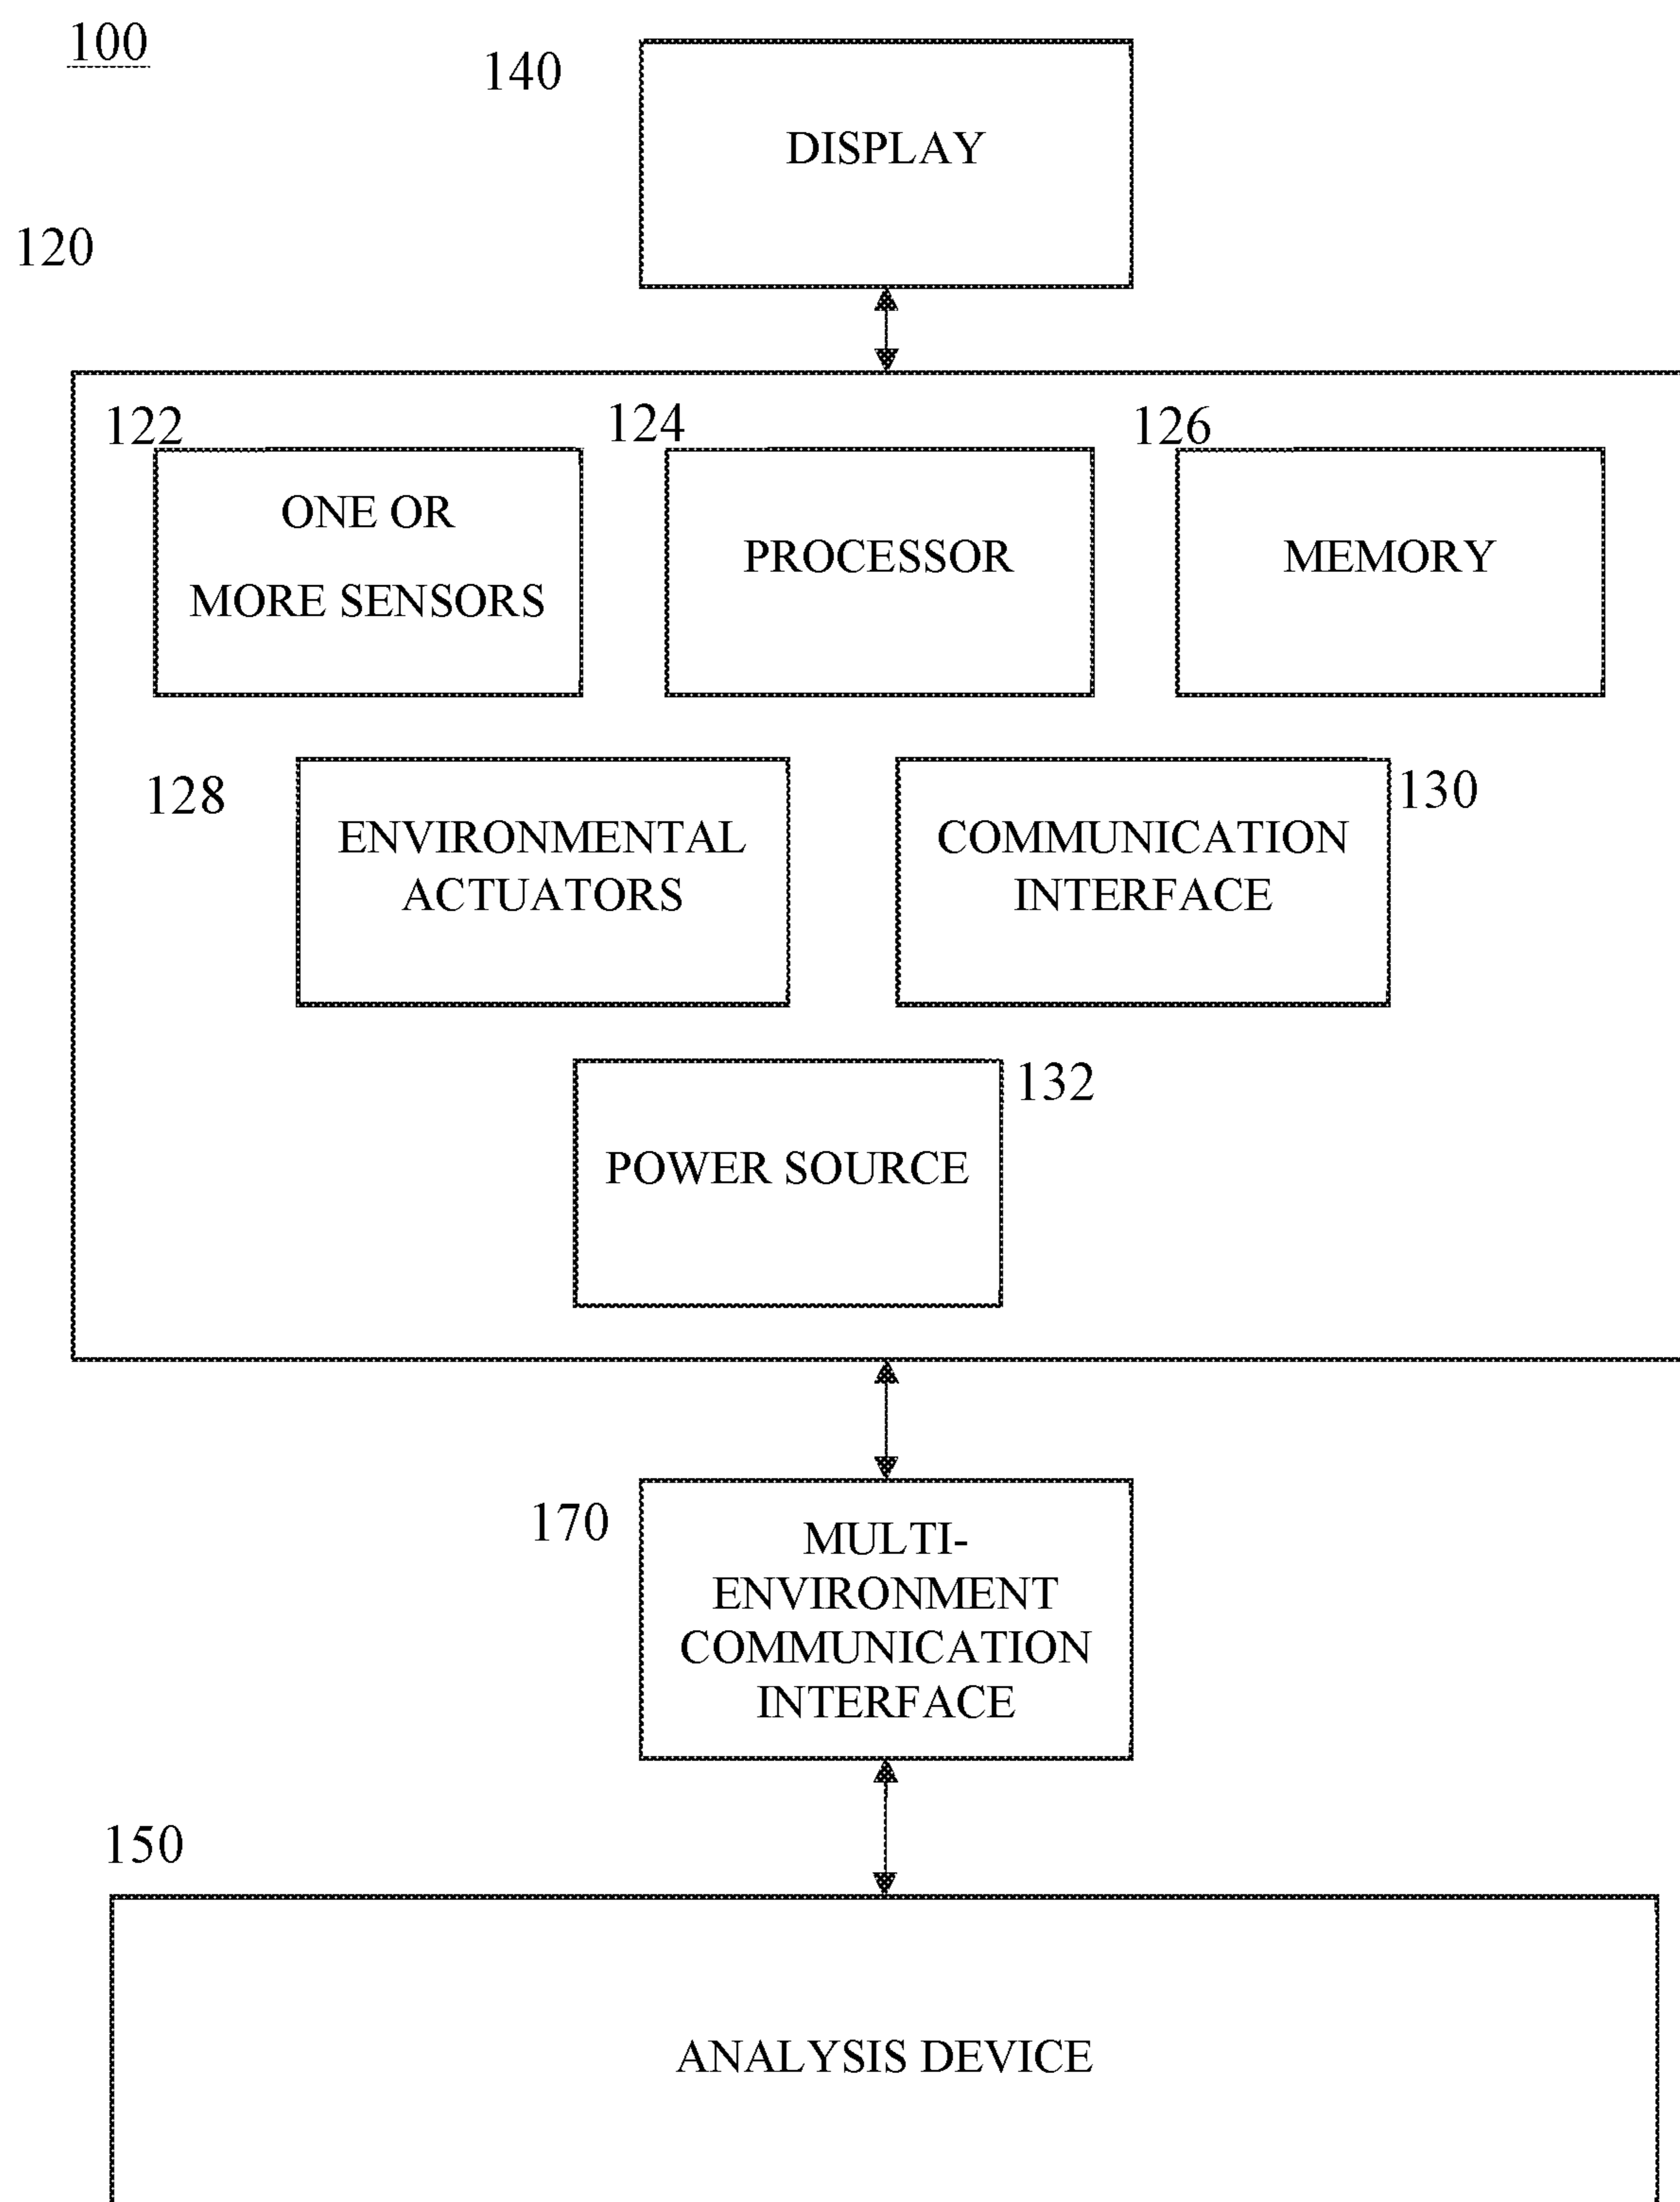 100
140
DISPLAY
120
122
124
126
ONE OR
MORE SENSORS
PROCESSOR
MEMORY
128
130
ENVIRONMENTAL
ACTUATORS
COMMUNICATION
INTERFACE
132
POWER SOURCE
170
MULTI-
ENVIRONMENT
COMMUNICATION
INTERFACE
150
ANALYSIS DEVICE